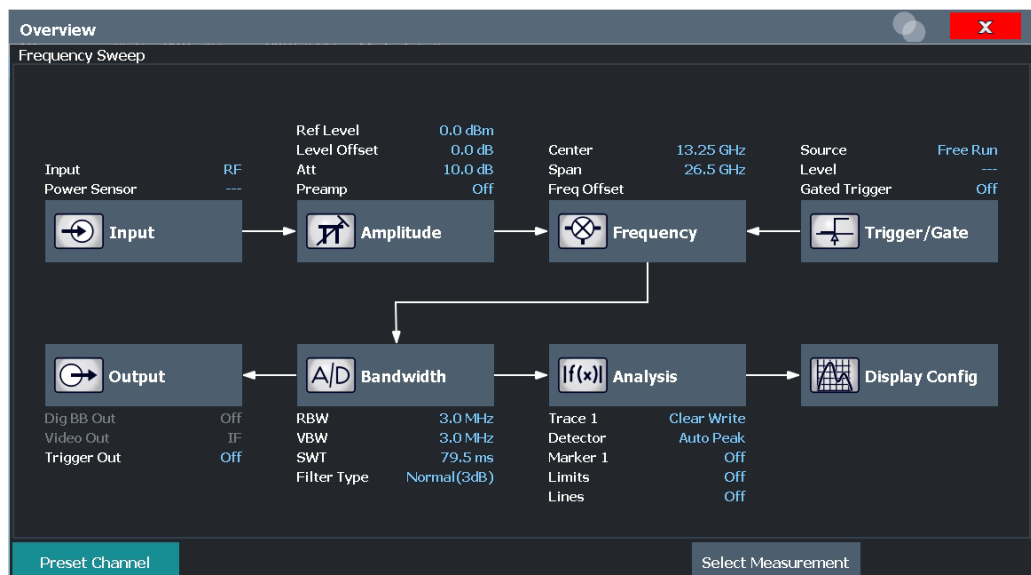 Overview
X
Frequency Sweep
Input RF
Power Sensor ---
Input
Ref Level 0.0 dBm
Level Offset 0.0 dB
Att 10.0 dB
Preamp Off
Amplitude
Center 13.25 GHz
Span 26.5 GHz
Freq Offset
Frequency
Source Free Run
Level ---
Gated Trigger Off
Trigger/Gate
Output
Dig BB Out Off
Video Out IF
Trigger Out Off
A/D Bandwidth
RBW 3.0 MHz
VBW 3.0 MHz
SWT 79.5 ms
Filter Type Normal(3dB)
|f(x)| Analysis
Trace 1 Clear Write
Detector Auto Peak
Marker 1 Off
Limits Off
Lines Off
Display Config
Preset Channel
Select Measurement